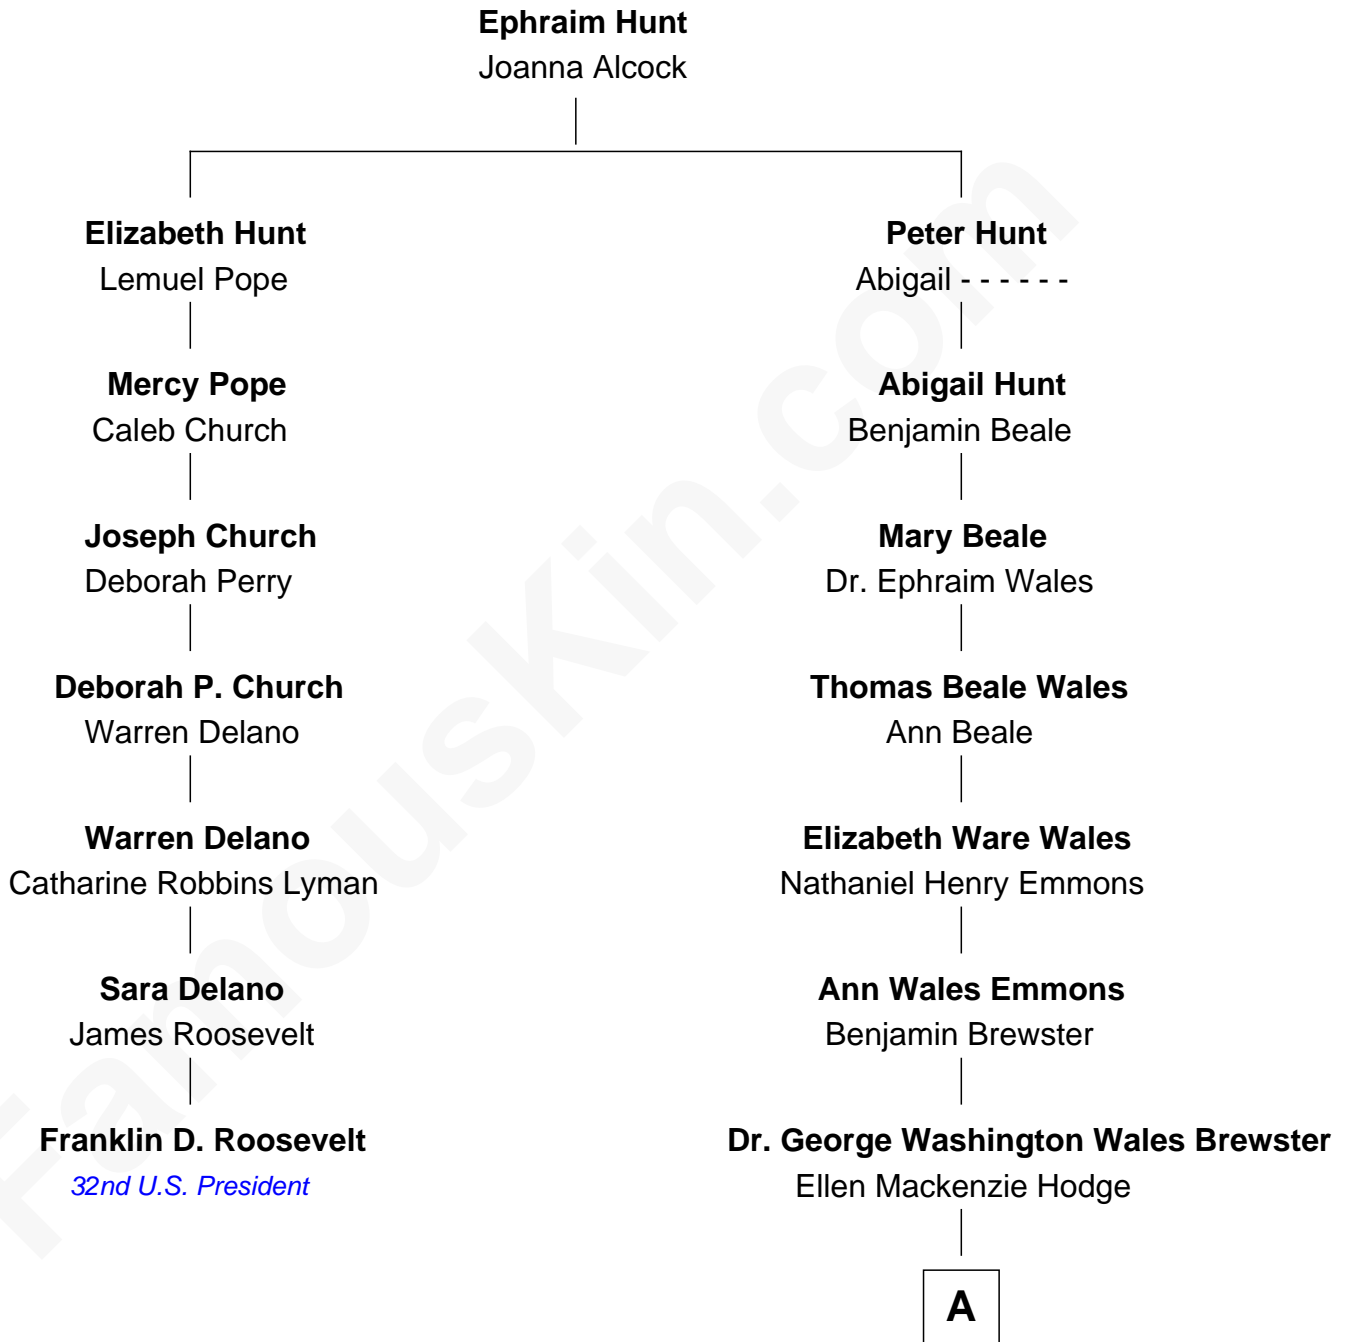 Ephraim Hunt
Joanna Alcock
Elizabeth Hunt
Lemuel Pope
Peter Hunt
Abigail - - - - - -
Mercy Pope
Caleb Church
Abigail Hunt
Benjamin Beale
Joseph Church
Deborah Perry
Mary Beale
Dr. Ephraim Wales
Deborah P. Church
Warren Delano
Thomas Beale Wales
Ann Beale
Warren Delano
Catharine Robbins Lyman
Elizabeth Ware Wales
Nathaniel Henry Emmons
Sara Delano
James Roosevelt
Ann Wales Emmons
Benjamin Brewster
Franklin D. Roosevelt
32nd U.S. President
Dr. George Washington Wales Brewster
Ellen Mackenzie Hodge
A
FamousKin.com